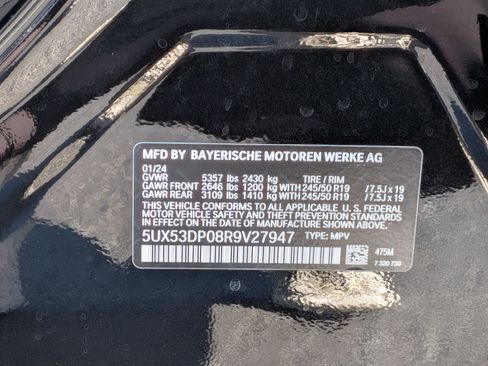 MFD BY BAYERISCHE MOTOREN WERKE AG
01/24
GVWR 5357 lbs 2430 kg TIRE / RIM
GAWR FRONT 2646 lbs 1200 kg WITH 245/50 R19 /7.5J x 19
GAWR REAR 3109 lbs 1410 kg WITH 245/50 R19 /7.5J x 19
THIS VEHICLE CONFORMS TO ALL APPLICABLE U. S. FEDERAL
MOTOR VEHICLE SAFETY, BUMPER AND THEFT PREVENTION STANDARDS
IN EFFECT ON THE DATE OF MANUFACTURE SHOWN ABOVE.
5UX53DP08R9V27947 TYPE: MPV
475M
7 320 730